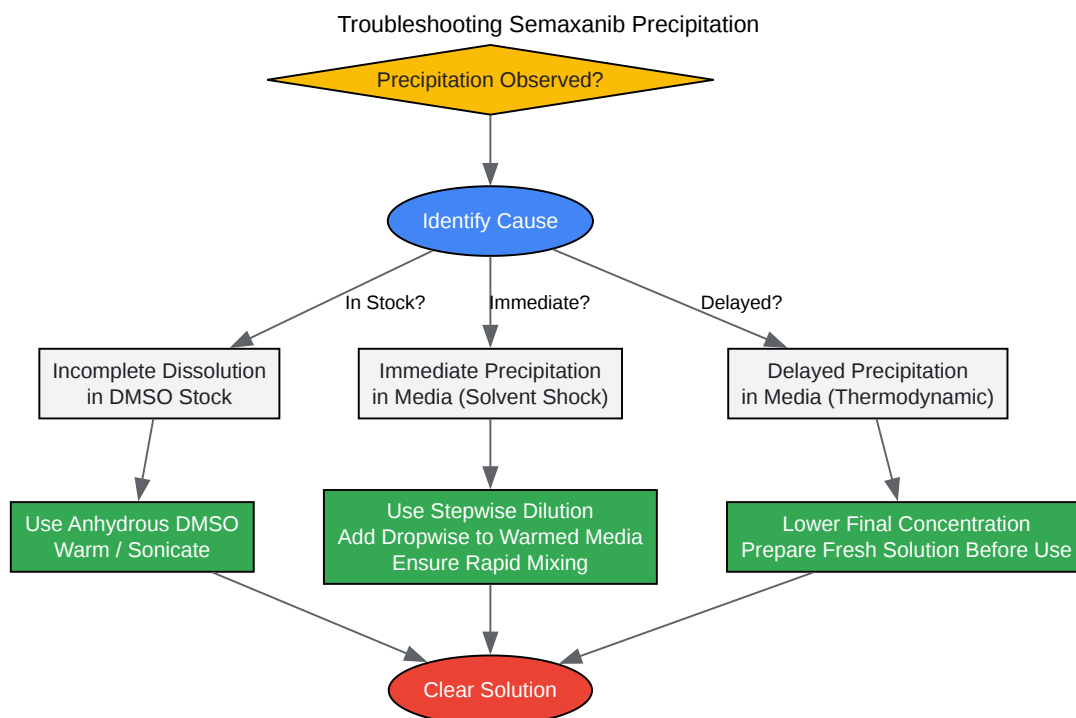 Troubleshooting Semaxanib Precipitation
Precipitation Observed?
Identify Cause
In Stock?
Immediate?
Delayed?
Incomplete Dissolution
in DMSO Stock
Immediate Precipitation
in Media (Solvent Shock)
Delayed Precipitation
in Media (Thermodynamic)
Use Anhydrous DMSO
Warm / Sonicate
Use Stepwise Dilution
Add Dropwise to Warmed Media
Ensure Rapid Mixing
Lower Final Concentration
Prepare Fresh Solution Before Use
Clear Solution